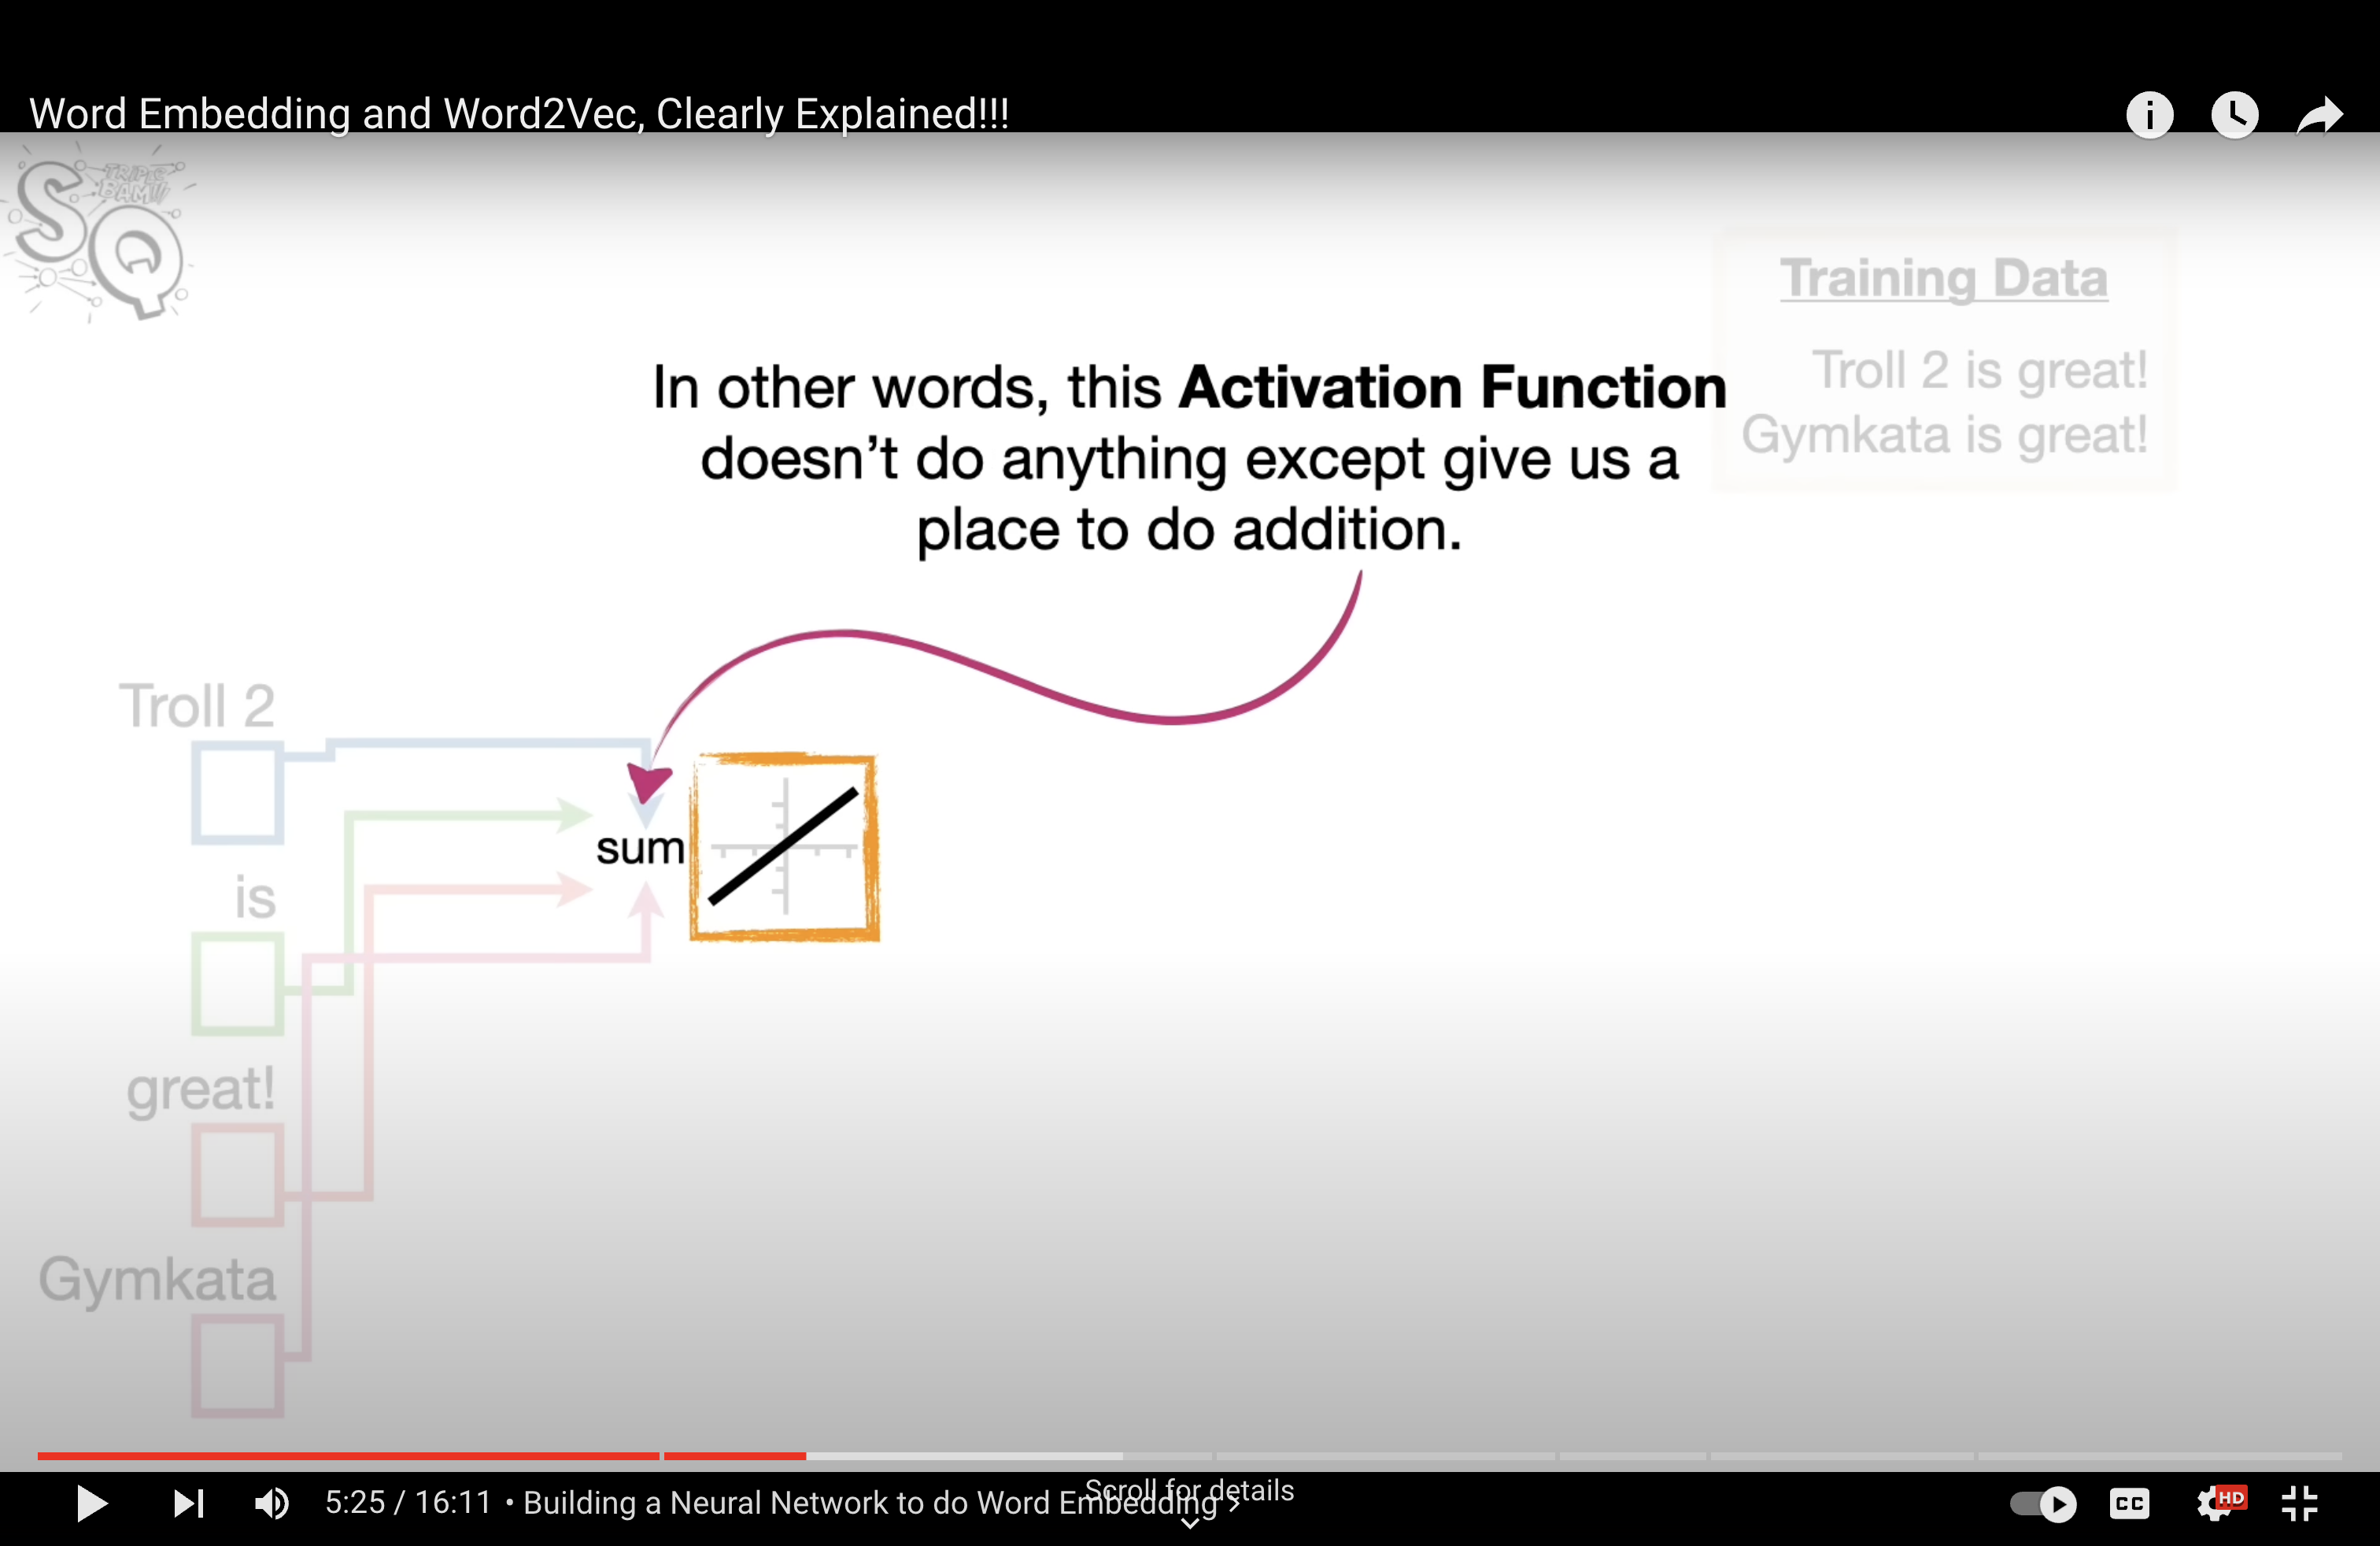 Word Embedding and Word2Vec, Clearly Explained!!!
SQ
TRIPLE
BAM!!
Training Data
Troll 2 is great!
Gymkata is great!
In other words, this Activation Function
doesn’t do anything except give us a
place to do addition.
Troll 2
is
great!
Gymkata
sum
Scroll for details
5:25 / 16:11 • Building a Neural Network to do Word Embedding ›
CC
HD